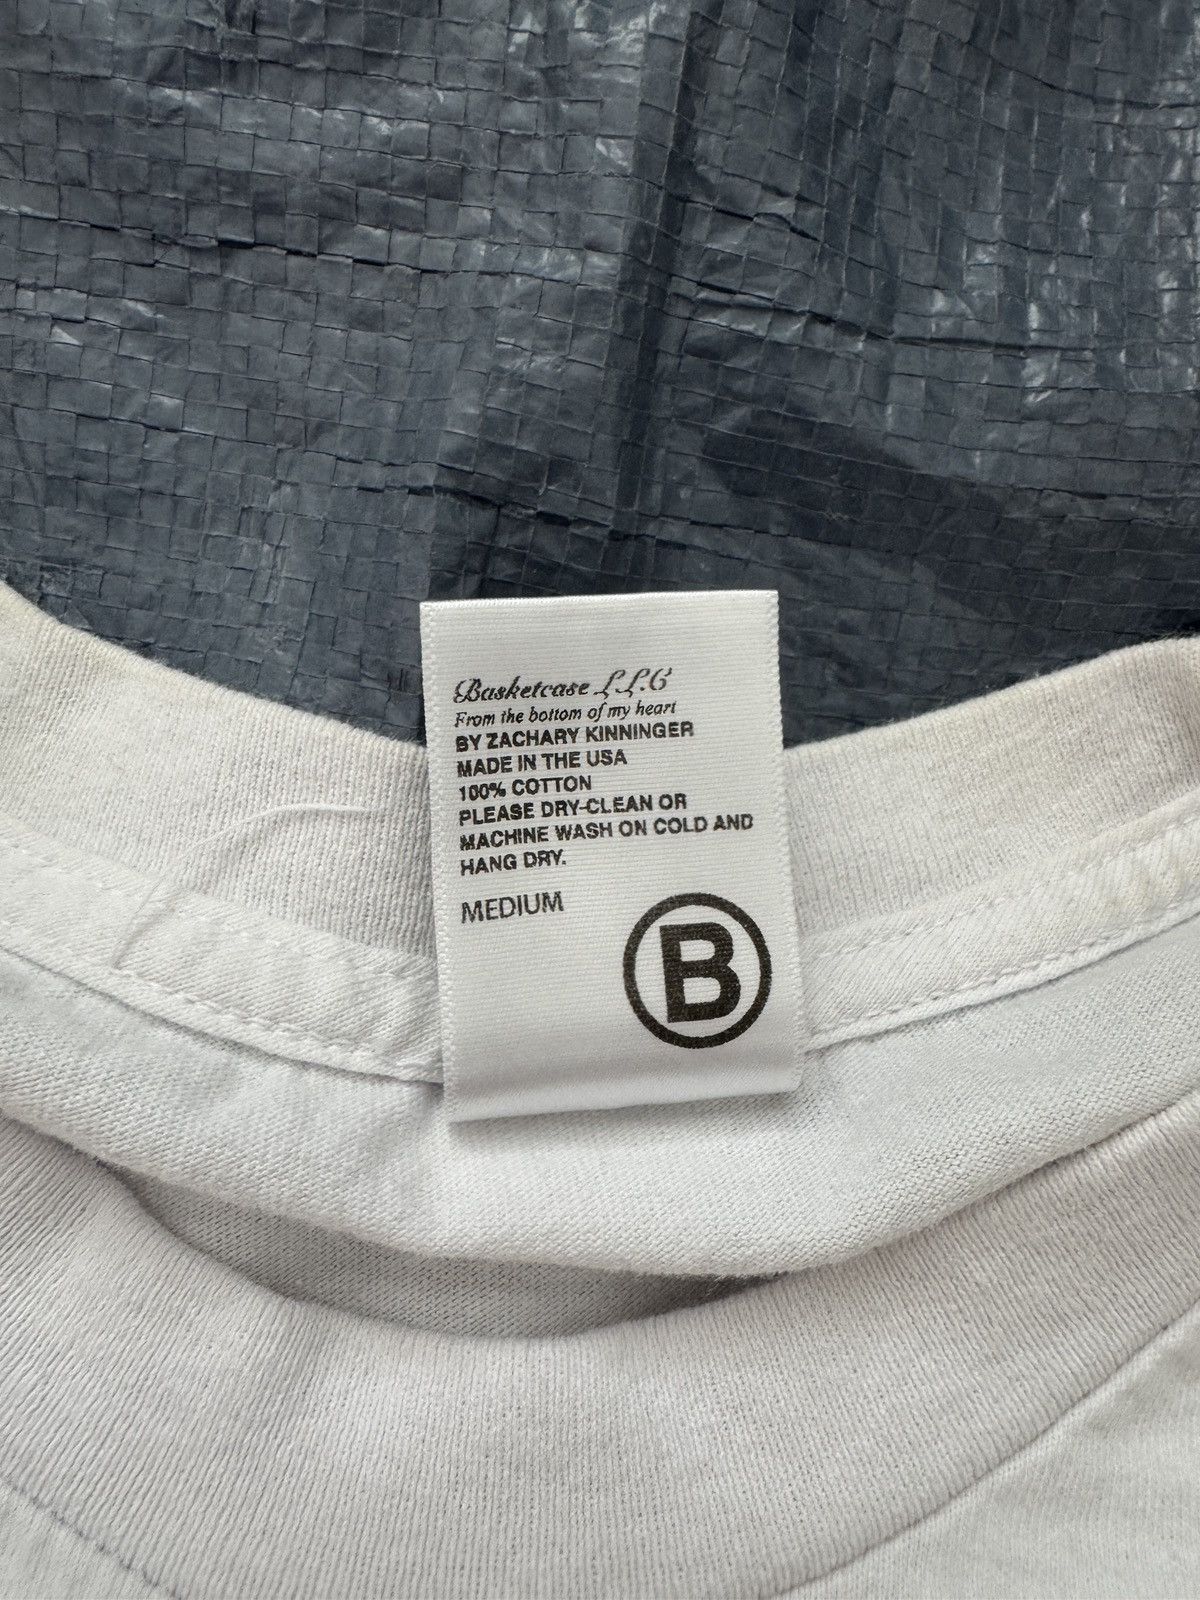 Basketcase L.L.C
From the bottom of my heart
BY ZACHARY KINNINGER
MADE IN THE USA
100% COTTON
PLEASE DRY-CLEAN OR
MACHINE WASH ON COLD AND
HANG DRY.
MEDIUM
B